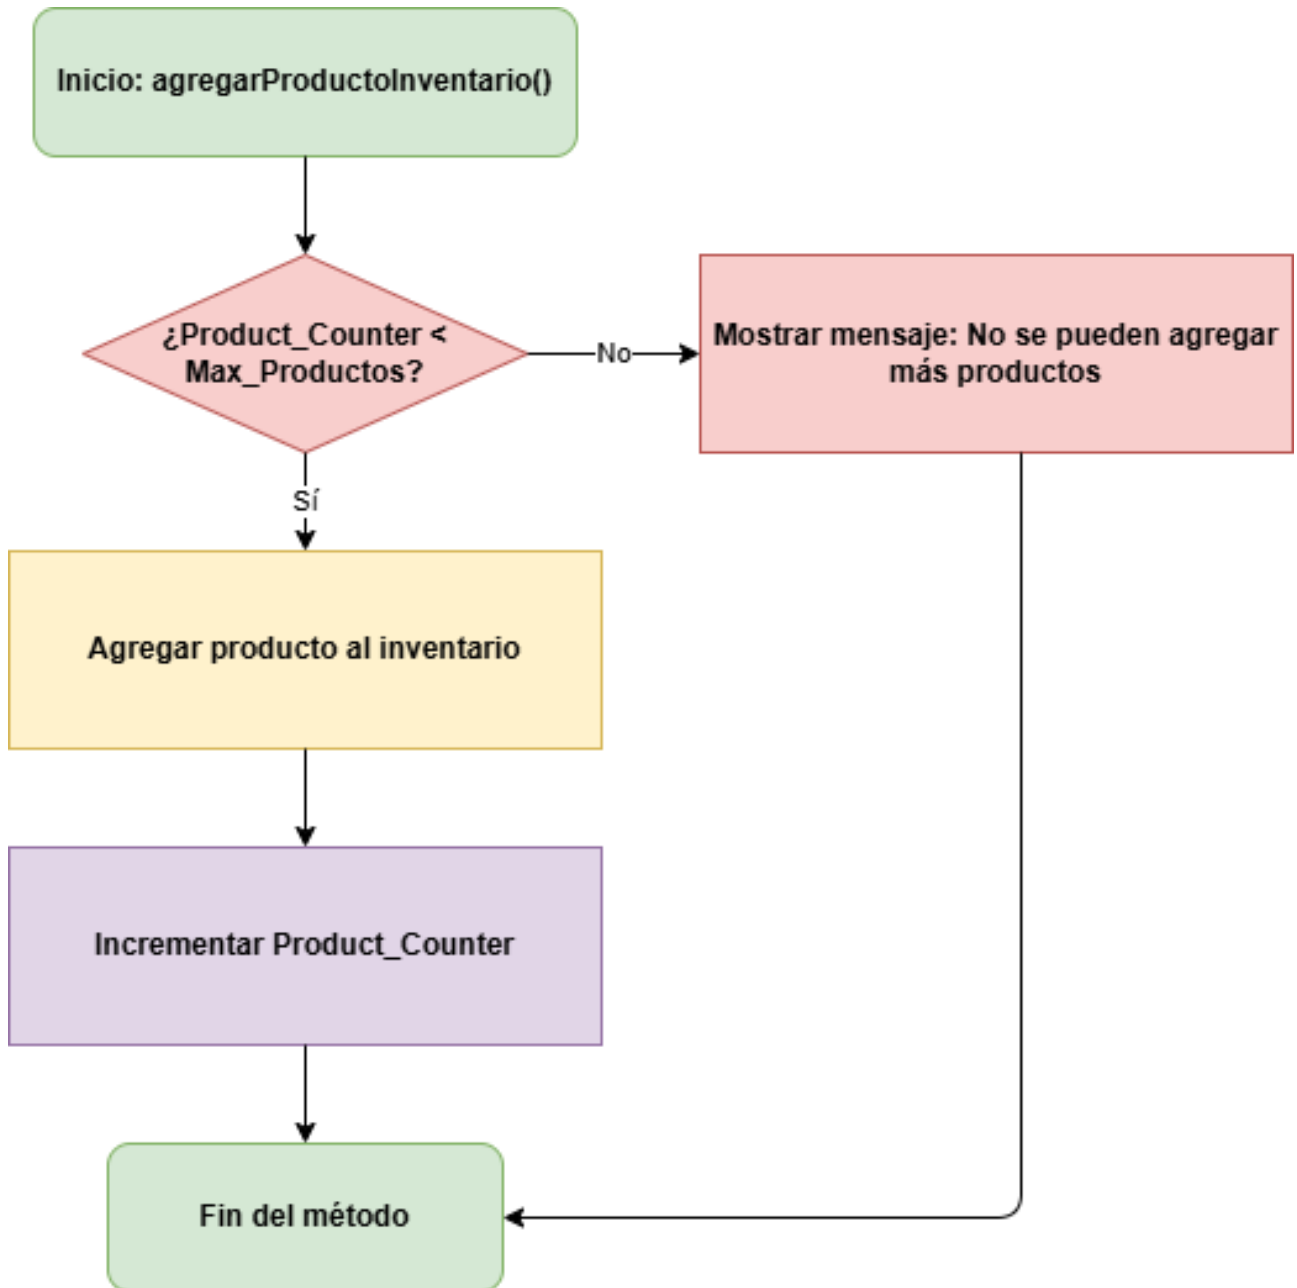 Inicio: agregarProductoInventario()
¿Product_Counter <
Max_Productos?
No
Mostrar mensaje: No se pueden agregar
más productos
Sí
Agregar producto al inventario
Incrementar Product_Counter
Fin del método